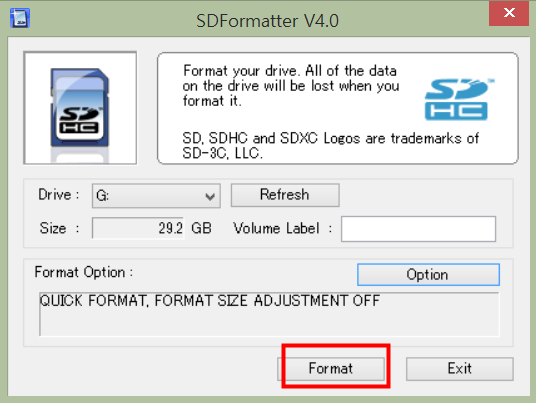 SDFormatter V4.0
Format your drive. All of the data
on the drive will be lost when you
format it.
SD, SDHC and SDXC Logos are trademarks of
SD-3C, LLC.
SD
HC
SD
HC
Drive : G: Refresh
Size : 29.2 GB Volume Label :
Format Option :
Option
QUICK FORMAT, FORMAT SIZE ADJUSTMENT OFF
Format Exit